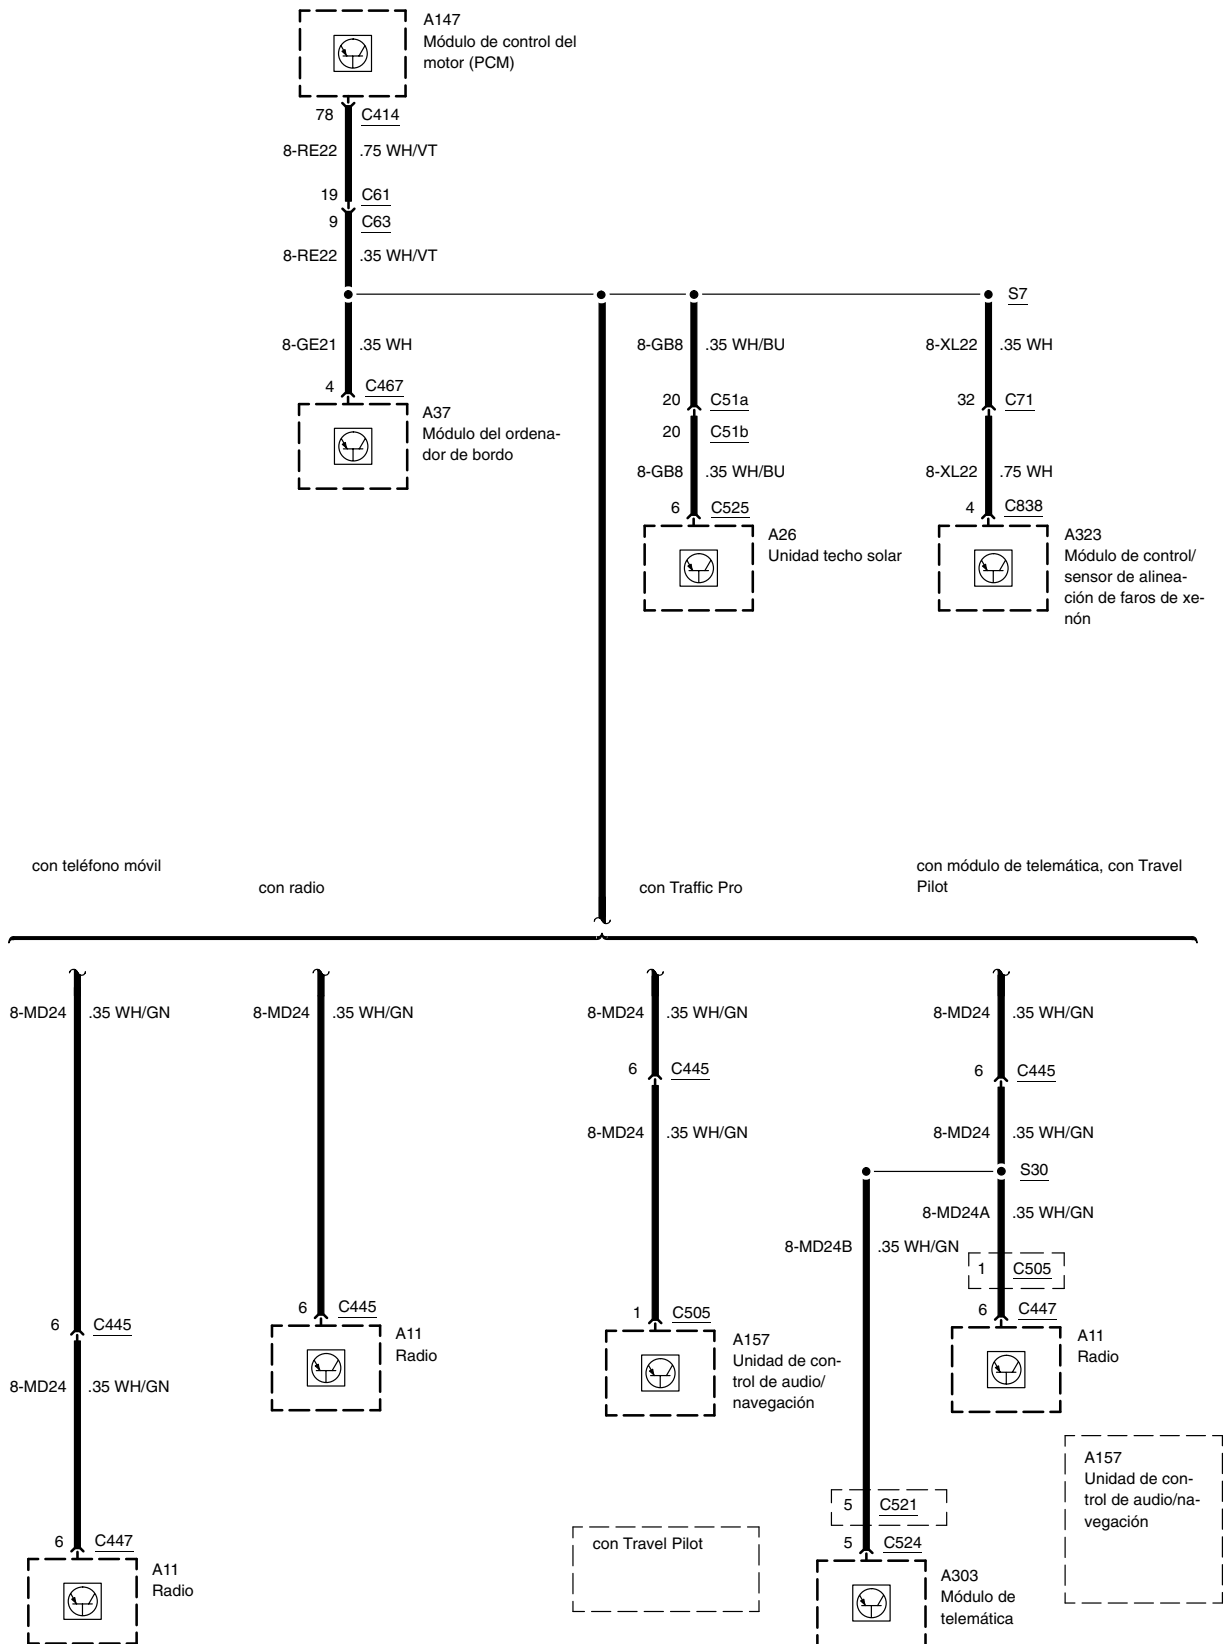 A147
Módulo de control del
motor (PCM)
78 C414
8-RE22 .75 WH/VT
19 C61
9 C63
8-RE22 .35 WH/VT
S7
8-GE21 .35 WH
8-GB8 .35 WH/BU
8-XL22 .35 WH
4 C467
20 C51a
32 C71
A37
Módulo del ordena-
dor de bordo
20 C51b
8-GB8 .35 WH/BU
8-XL22 .75 WH
6 C525
4 C838
A26
Unidad techo solar
A323
Módulo de control/
sensor de alinea-
ción de faros de xe-
nón
con teléfono móvil
con radio
con Traffic Pro
con módulo de telemática, con Travel
Pilot
8-MD24 .35 WH/GN
8-MD24 .35 WH/GN
8-MD24 .35 WH/GN
8-MD24 .35 WH/GN
6 C445
6 C445
8-MD24 .35 WH/GN
8-MD24 .35 WH/GN
S30
8-MD24A .35 WH/GN
8-MD24B .35 WH/GN
1 C505
6 C445
6 C445
1 C505
6 C447
A11
Radio
A157
Unidad de con-
trol de audio/
navegación
A11
Radio
8-MD24 .35 WH/GN
A157
Unidad de con-
trol de audio/na-
vegación
5 C521
6 C447
con Travel Pilot
5 C524
A11
Radio
A303
Módulo de
telemática